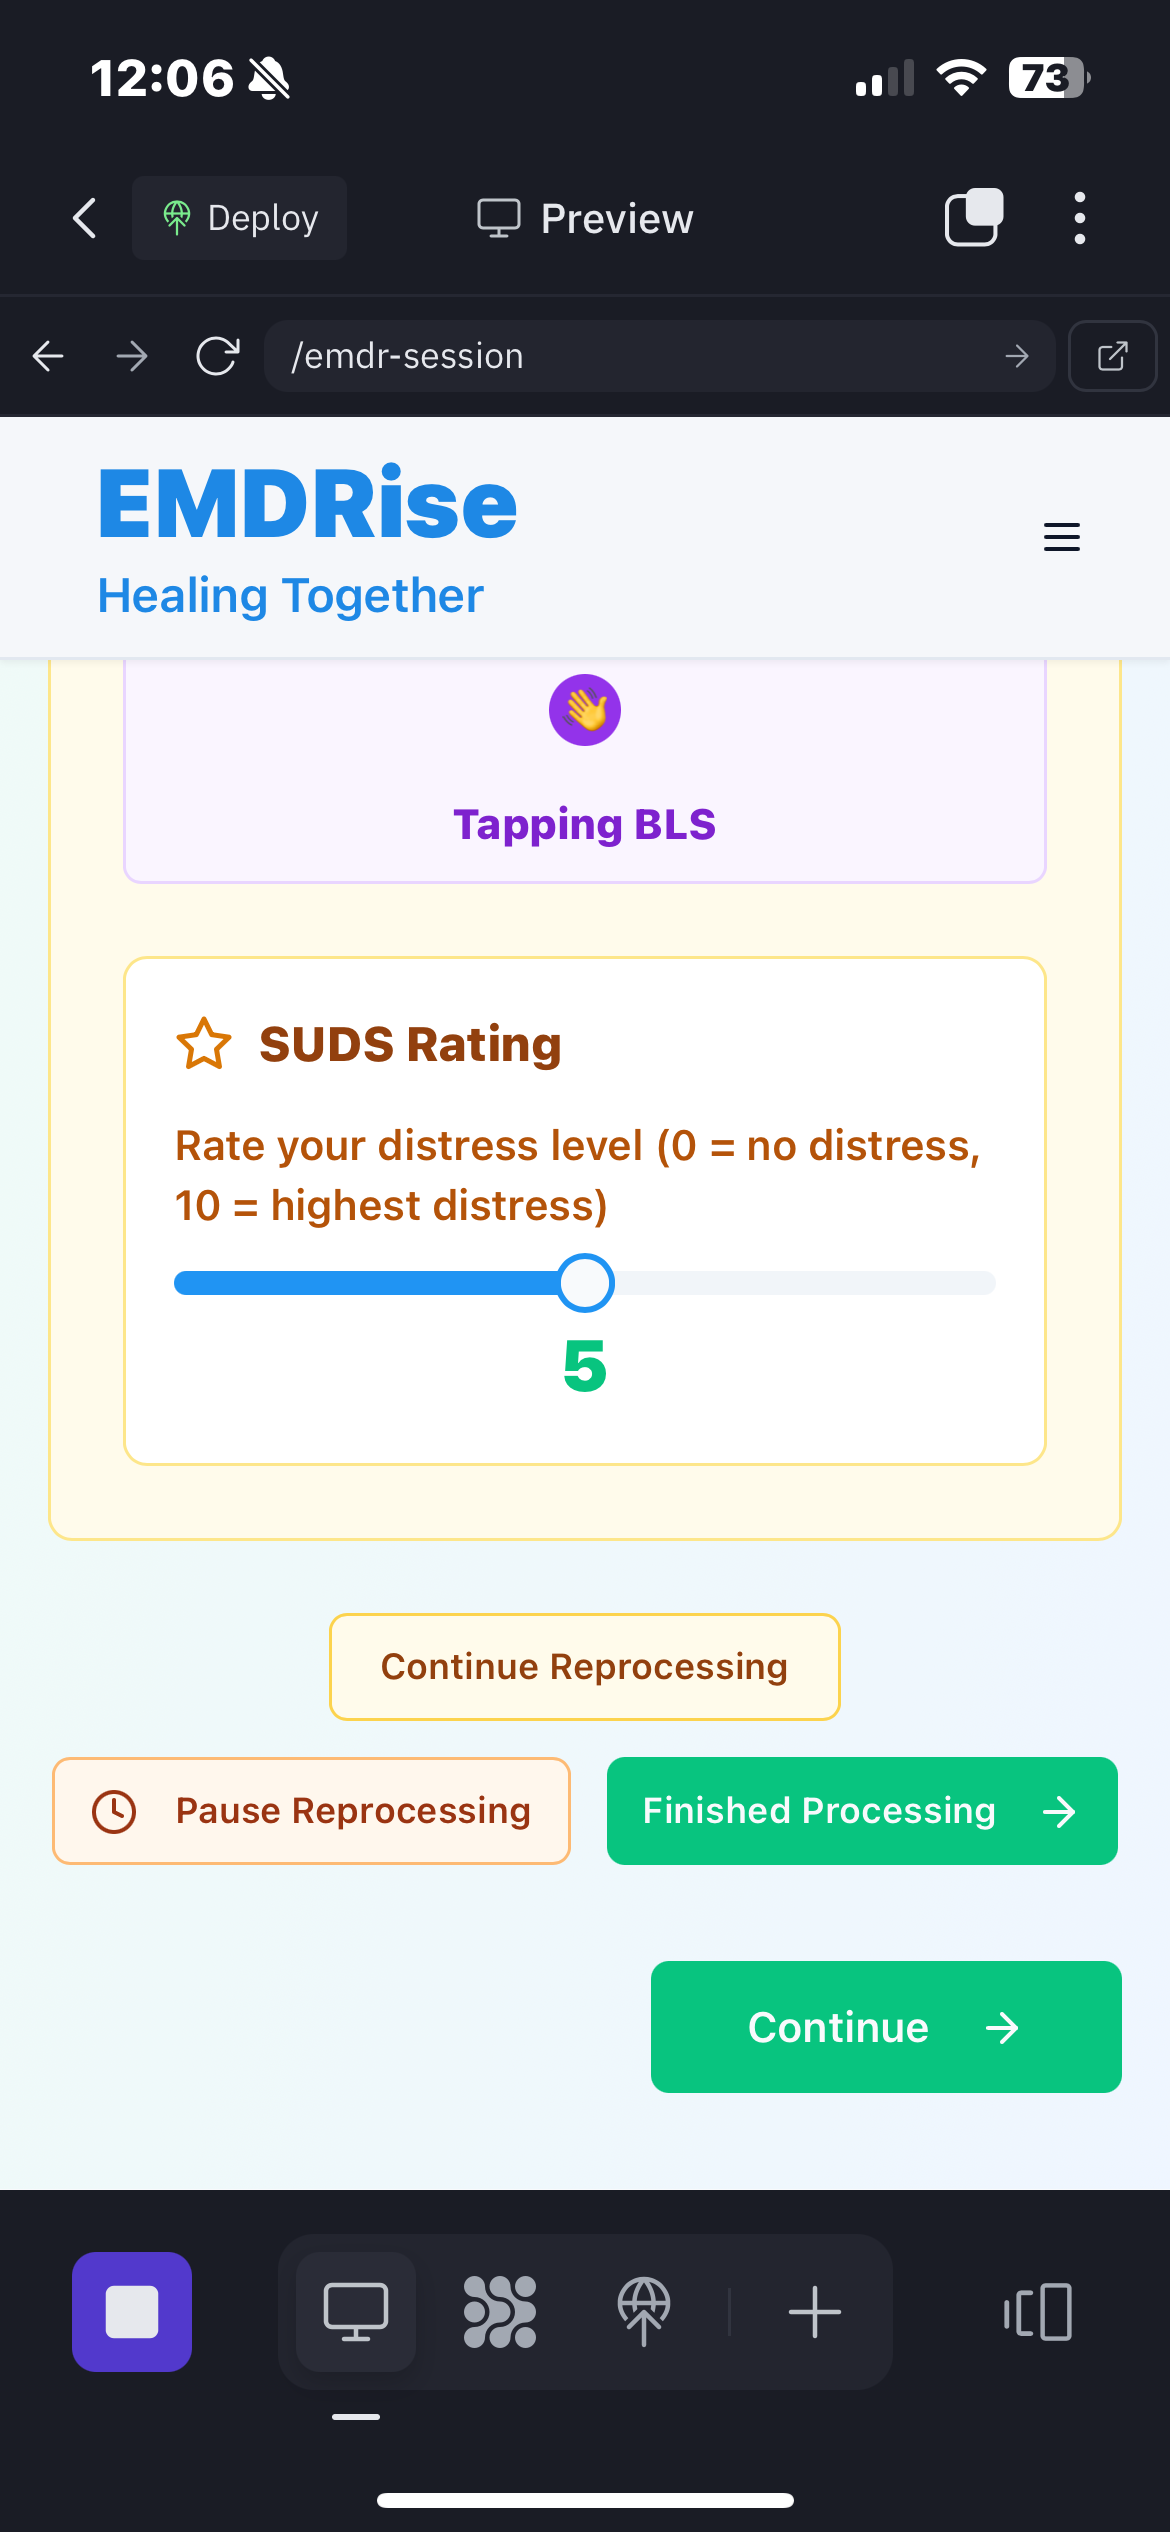 12:06
73
Deploy
Preview
/emdr-session
EMDRise
Healing Together
Tapping BLS
SUDS Rating
Rate your distress level (0 = no distress,
10 = highest distress)
5
Continue Reprocessing
Pause Reprocessing
Finished Processing
Continue